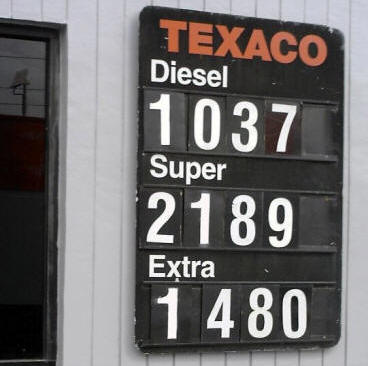 TEXACO
Diesel
1037
Super
2189
Extra
1480